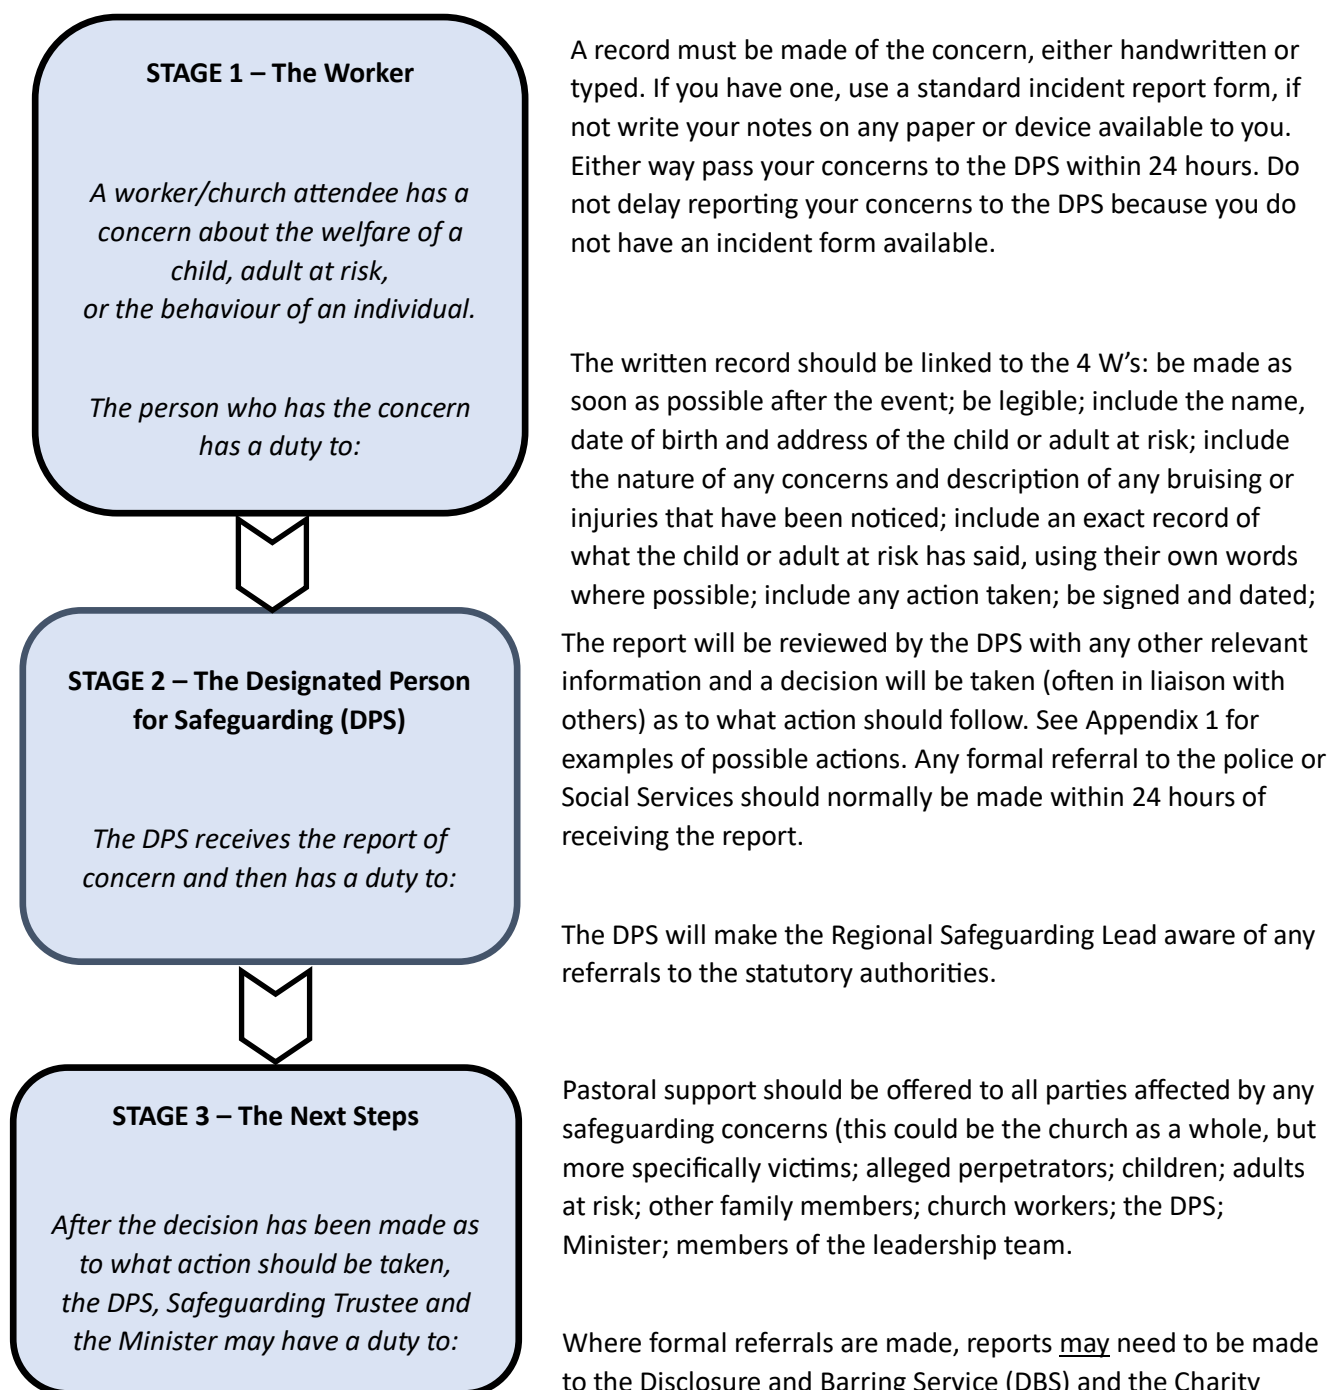 STAGE 1 – The Worker
A worker/church attendee has a
concern about the welfare of a
child, adult at risk,
or the behaviour of an individual.
The person who has the concern
has a duty to:
A record must be made of the concern, either handwritten or
typed. If you have one, use a standard incident report form, if
not write your notes on any paper or device available to you.
Either way pass your concerns to the DPS within 24 hours. Do
not delay reporting your concerns to the DPS because you do
not have an incident form available.
The written record should be linked to the 4 W’s: be made as
soon as possible after the event; be legible; include the name,
date of birth and address of the child or adult at risk; include
the nature of any concerns and description of any bruising or
injuries that have been noticed; include an exact record of
what the child or adult at risk has said, using their own words
where possible; include any action taken; be signed and dated;
STAGE 2 – The Designated Person
for Safeguarding (DPS)
The DPS receives the report of
concern and then has a duty to:
The report will be reviewed by the DPS with any other relevant
information and a decision will be taken (often in liaison with
others) as to what action should follow. See Appendix 1 for
examples of possible actions. Any formal referral to the police or
Social Services should normally be made within 24 hours of
receiving the report.
The DPS will make the Regional Safeguarding Lead aware of any
referrals to the statutory authorities.
STAGE 3 – The Next Steps
After the decision has been made as
to what action should be taken,
the DPS, Safeguarding Trustee and
the Minister may have a duty to:
Pastoral support should be offered to all parties affected by any
safeguarding concerns (this could be the church as a whole, but
more specifically victims; alleged perpetrators; children; adults
at risk; other family members; church workers; the DPS;
Minister; members of the leadership team.
Where formal referrals are made, reports may need to be made
to the Disclosure and Barring Service (DBS) and the Charity